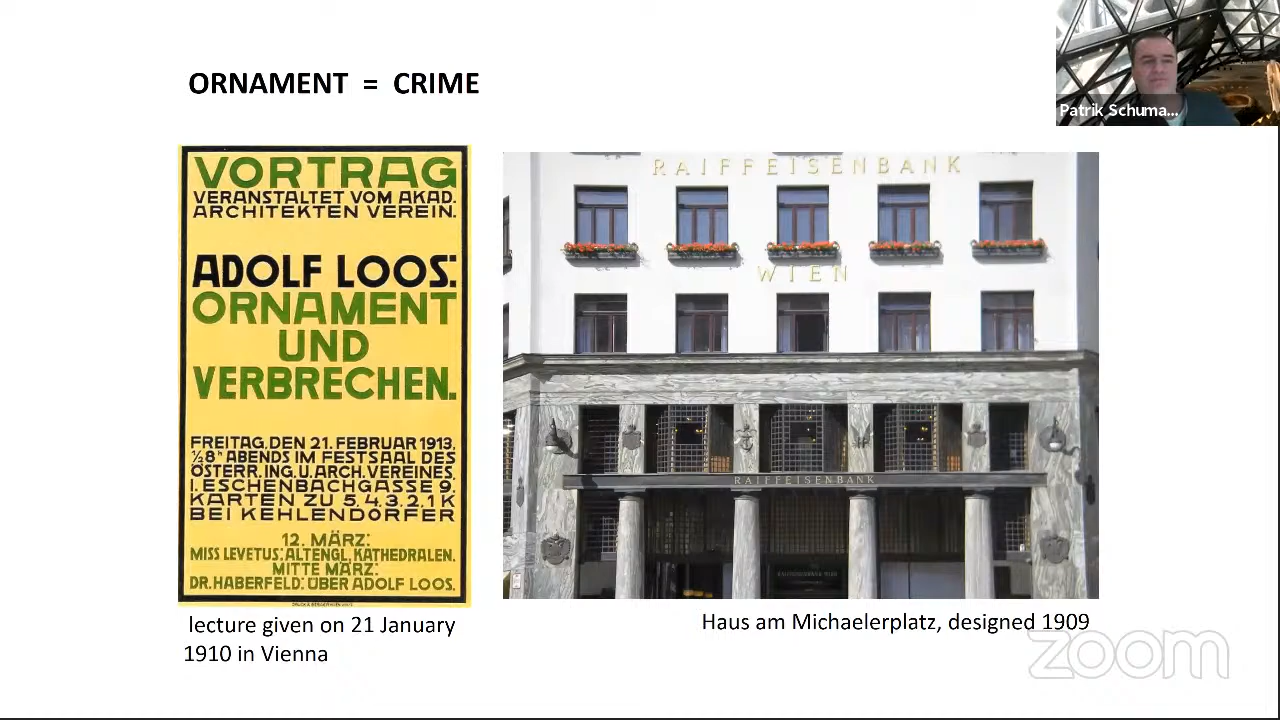 ORNAMENT = CRIME
Patrik Schuma...
VORTRAG
VERANSTALTET VOM AKAD.
ARCHITEKTEN VEREIN.
ADOLF LOOS:
ORNAMENT
UND
VERBRECHEN.
FREITAG, DEN 21. FEBRUAR 1913,
½8ʰ ABENDS IM FESTSAAL DES
ÖSTERR. ING. U. ARCH. VEREINES,
I. ESCHENBACHGASSE 9.
KARTEN ZU 5, 4, 3, 2, 1 K
BEI KEHLENDORFER
12. MÄRZ:
MISS LEVETUS: ALTENGL. KATHEDRALEN.
MITTE MÄRZ:
DR. HABERFELD: ÜBER ADOLF LOOS.
RAIFFEISENBANK
WIEN
RAIFFEISENBANK
RAIFFEISENBANK WIEN
lecture given on 21 January
1910 in Vienna
Haus am Michaelerplatz, designed 1909
zoom